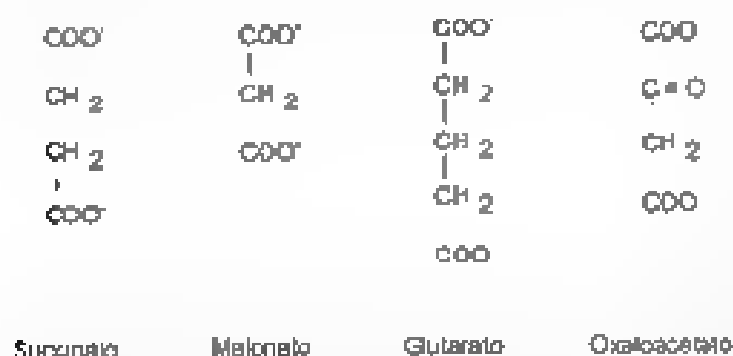 COO⁻ COO⁻ COO⁻ COO
CH 2 CH 2 CH 2 C=O
CH 2 COO⁻ CH 2 CH 2
COO⁻ CH 2 COO
COO
Succinato Malonato Glutarato Oxaloacetato